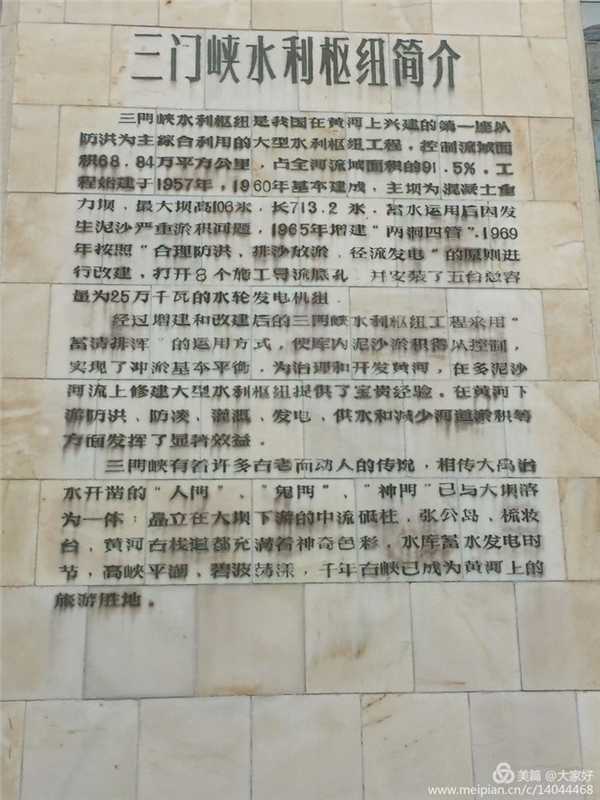 三门峡水利枢纽简介
三門峡水利枢纽是我国在黄河上兴建的第一座以
防洪为主综合利用的大型水利枢纽工程．控制流域面
积68．84万平方公里，占全河流域面积的91．5%．工
程始建于1957年，1960年基本建成，主坝为混凝土重
力坝，最大坝高106米，长713.2 米．蓄水运用后因发
生泥沙严重淤积问题，1965年增建“两洞四管”．1969
年按照“合理防洪、排沙放淤，径流发电”的原则进
行改建，打开8个施工导流底孔 并安装了五台总容
量为25万千瓦的水轮发电机组
经过增建和改建后的三門峡水利枢纽工程采用“
蓄清排浑”的运用方式，使库内泥沙淤积得以控制，
实现了冲淤基本平衡，为治理和开发黄河，在多泥沙
河流上修建大型水利枢纽提供了宝贵经验。在黄河下
游防洪、防凌、灌溉、发电、供水和减少河道淤积等
方面发挥了显著效益。
三門峡有着许多古老而动人的传说，相传大禹治
水开凿的“人門”、“鬼門”、“神門”已与大坝溶
为一体；矗立在大坝下游的中流砥柱，张公岛、梳妆
台、黄河古栈道都充满着神奇色彩，水库蓄水发电时
节，高峡平湖、碧波荡漾，千年古峡已成为黄河上的
旅游胜地。
美篇 @大家好
www.meipian.cn/c/14044468